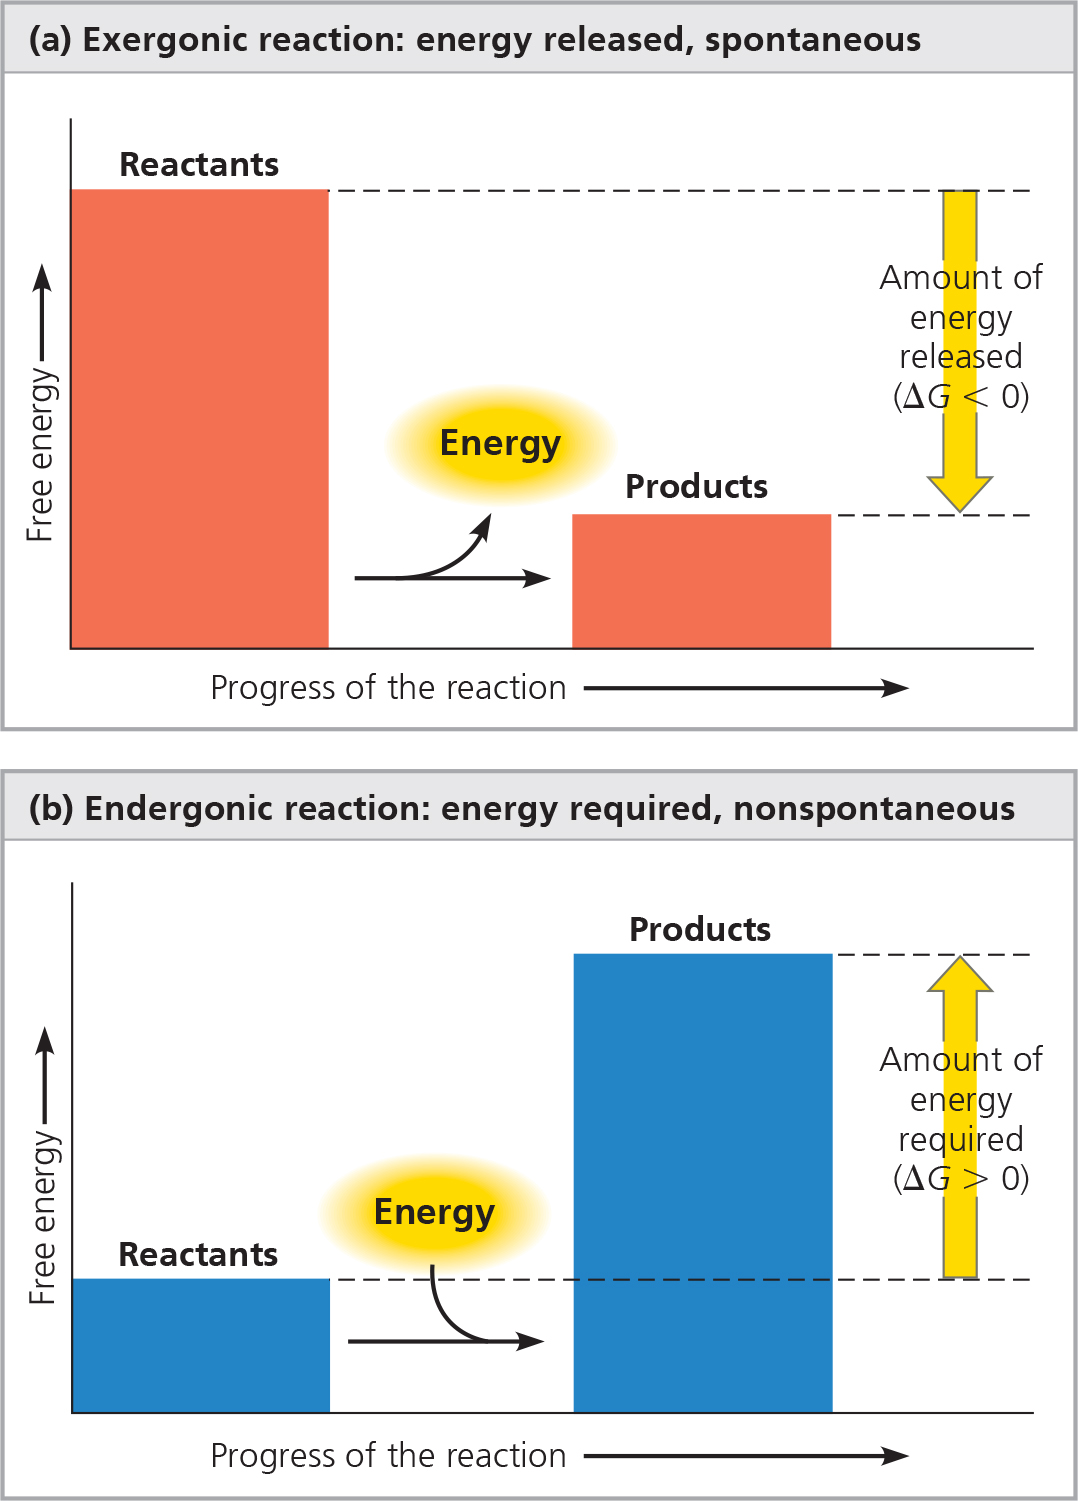 (a) Exergonic reaction: energy released, spontaneous
Reactants
Amount of
energy
released
(ΔG < 0)
Energy
Products
Free energy
Progress of the reaction
(b) Endergonic reaction: energy required, nonspontaneous
Products
Amount of
energy
required
(ΔG > 0)
Energy
Reactants
Free energy
Progress of the reaction